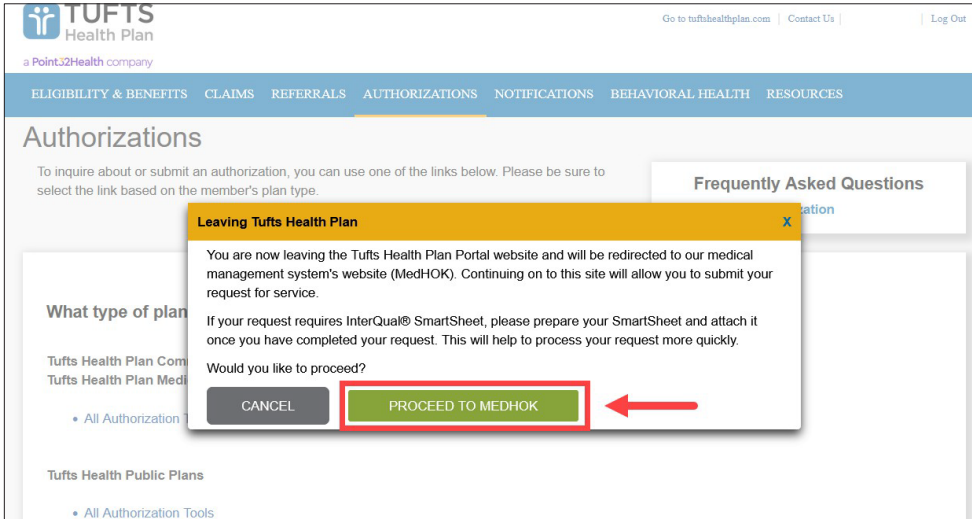 TUFTS
Health Plan
a Point32Health company
Go to tuftshealthplan.com | Contact Us | | Log Out
ELIGIBILITY & BENEFITS CLAIMS REFERRALS AUTHORIZATIONS NOTIFICATIONS BEHAVIORAL HEALTH RESOURCES
Authorizations
To inquire about or submit an authorization, you can use one of the links below. Please be sure to
select the link based on the member's plan type.
Frequently Asked Questions
Leaving Tufts Health Plan X
You are now leaving the Tufts Health Plan Portal website and will be redirected to our medical
management system's website (MedHOK). Continuing on to this site will allow you to submit your
request for service.
If your request requires InterQual® SmartSheet, please prepare your SmartSheet and attach it
once you have completed your request. This will help to process your request more quickly.
Would you like to proceed?
CANCEL PROCEED TO MEDHOK
What type of plan
Tufts Health Plan
Tufts Health Plan
• All Authorization
Tufts Health Public Plans
• All Authorization Tools